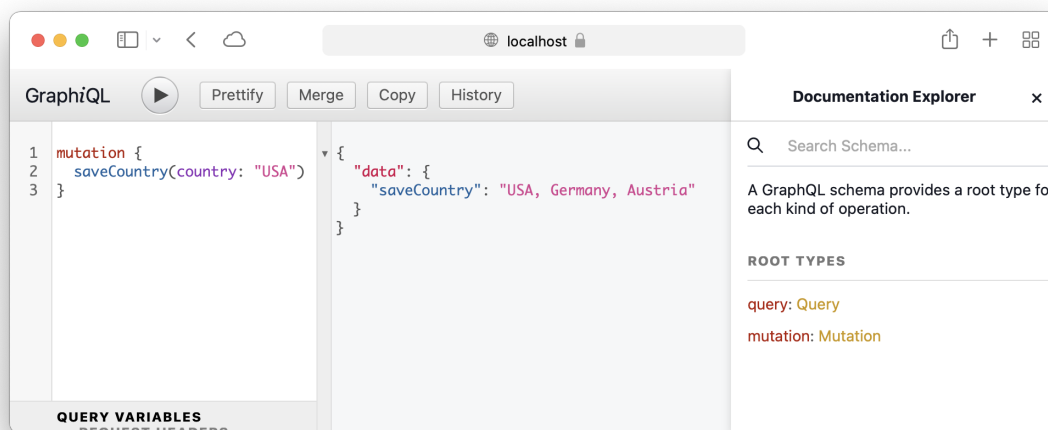 localhost
GraphiQL
Prettify
Merge
Copy
History
Documentation Explorer
1 mutation {
2   saveCountry(country: "USA")
3 }
{
  "data": {
    "saveCountry": "USA, Germany, Austria"
  }
}
Search Schema...
A GraphQL schema provides a root type fo
each kind of operation.
ROOT TYPES
query: Query
mutation: Mutation
QUERY VARIABLES
REQUEST HEADERS